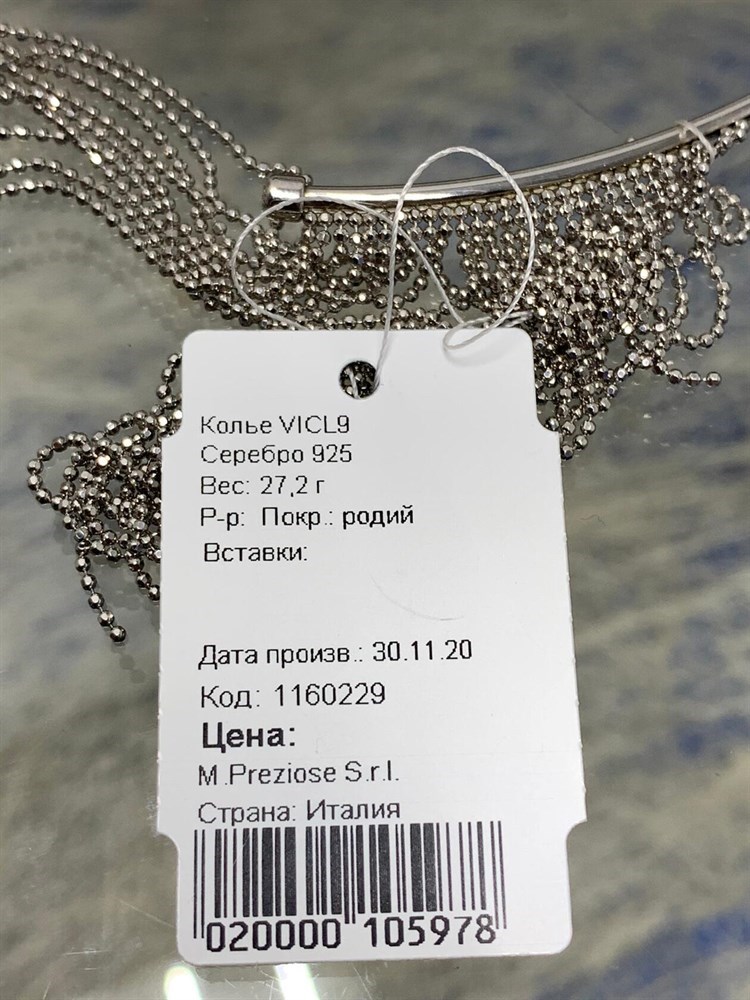 Колье VICL9
Серебро 925
Вес: 27,2 г
Р-р: Покр.: родий
Вставки:
Дата произв.: 30.11.20
Код: 1160229
Цена:
M.Preziose S.r.l.
Страна: Италия
020000 105978